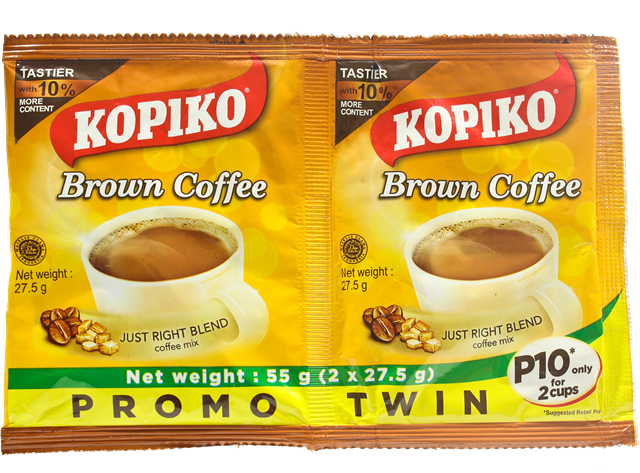 TASTIER
with 10%
MORE
CONTENT
KOPIKO®
Brown Coffee
Net weight :
27.5 g
JUST RIGHT BLEND
coffee mix
TASTIER
with 10%
MORE
CONTENT
KOPIKO®
Brown Coffee
Net weight :
27.5 g
JUST RIGHT BLEND
coffee mix
P10* only
for
2 cups
*Suggested Retail
Net weight : 55 g (2 x 27.5 g)
PROMO TWIN